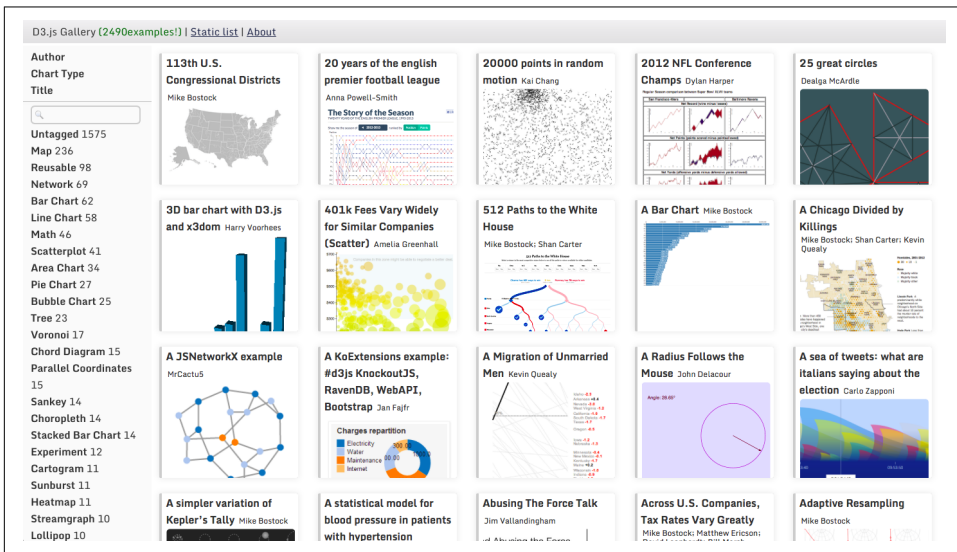 D3.js Gallery (2490examples!) | Static list | About
Author
Chart Type
Title
Untagged 1575
Map 236
Reusable 98
Network 69
Bar Chart 62
Line Chart 58
Math 46
Scatterplot 41
Area Chart 34
Pie Chart 27
Bubble Chart 25
Tree 23
Voronoi 17
Chord Diagram 15
Parallel Coordinates
15
Sankey 14
Choropleth 14
Stacked Bar Chart 14
Experiment 12
Cartogram 11
Sunburst 11
Heatmap 11
Streamgraph 10
Lollipop 10
113th U.S.
Congressional Districts
Mike Bostock
20 years of the english
premier football league
Anna Powell-Smith
The Story of the Season
20000 points in random
motion Kai Chang
2012 NFL Conference
Champs Dylan Harper
25 great circles
Dealga McArdle
3D bar chart with D3.js
and x3dom Harry Voorhees
401k Fees Vary Widely
for Similar Companies
(Scatter) Amelia Greenhall
512 Paths to the White
House
Mike Bostock; Shan Carter
512 Paths to the White House
A Bar Chart Mike Bostock
A Chicago Divided by
Killings
Mike Bostock; Shan Carter; Kevin
Quealy
A JSNetworkX example
MrCactu5
A KoExtensions example:
#d3js KnockoutJS,
RavenDB, WebAPI,
Bootstrap Jan Fajfr
Charges repartition
Electricity
Water
Maintenance
Internet
A Migration of Unmarried
Men Kevin Quealy
A Radius Follows the
Mouse John Delacour
A sea of tweets: what are
italians saying about the
election Carlo Zapponi
A simpler variation of
Kepler's Tally Mike Bostock
A statistical model for
blood pressure in patients
with hypertension
Abusing The Force Talk
Jim Vallandingham
Across U.S. Companies,
Tax Rates Vary Greatly
Mike Bostock; Matthew Ericson;
Adaptive Resampling
Mike Bostock